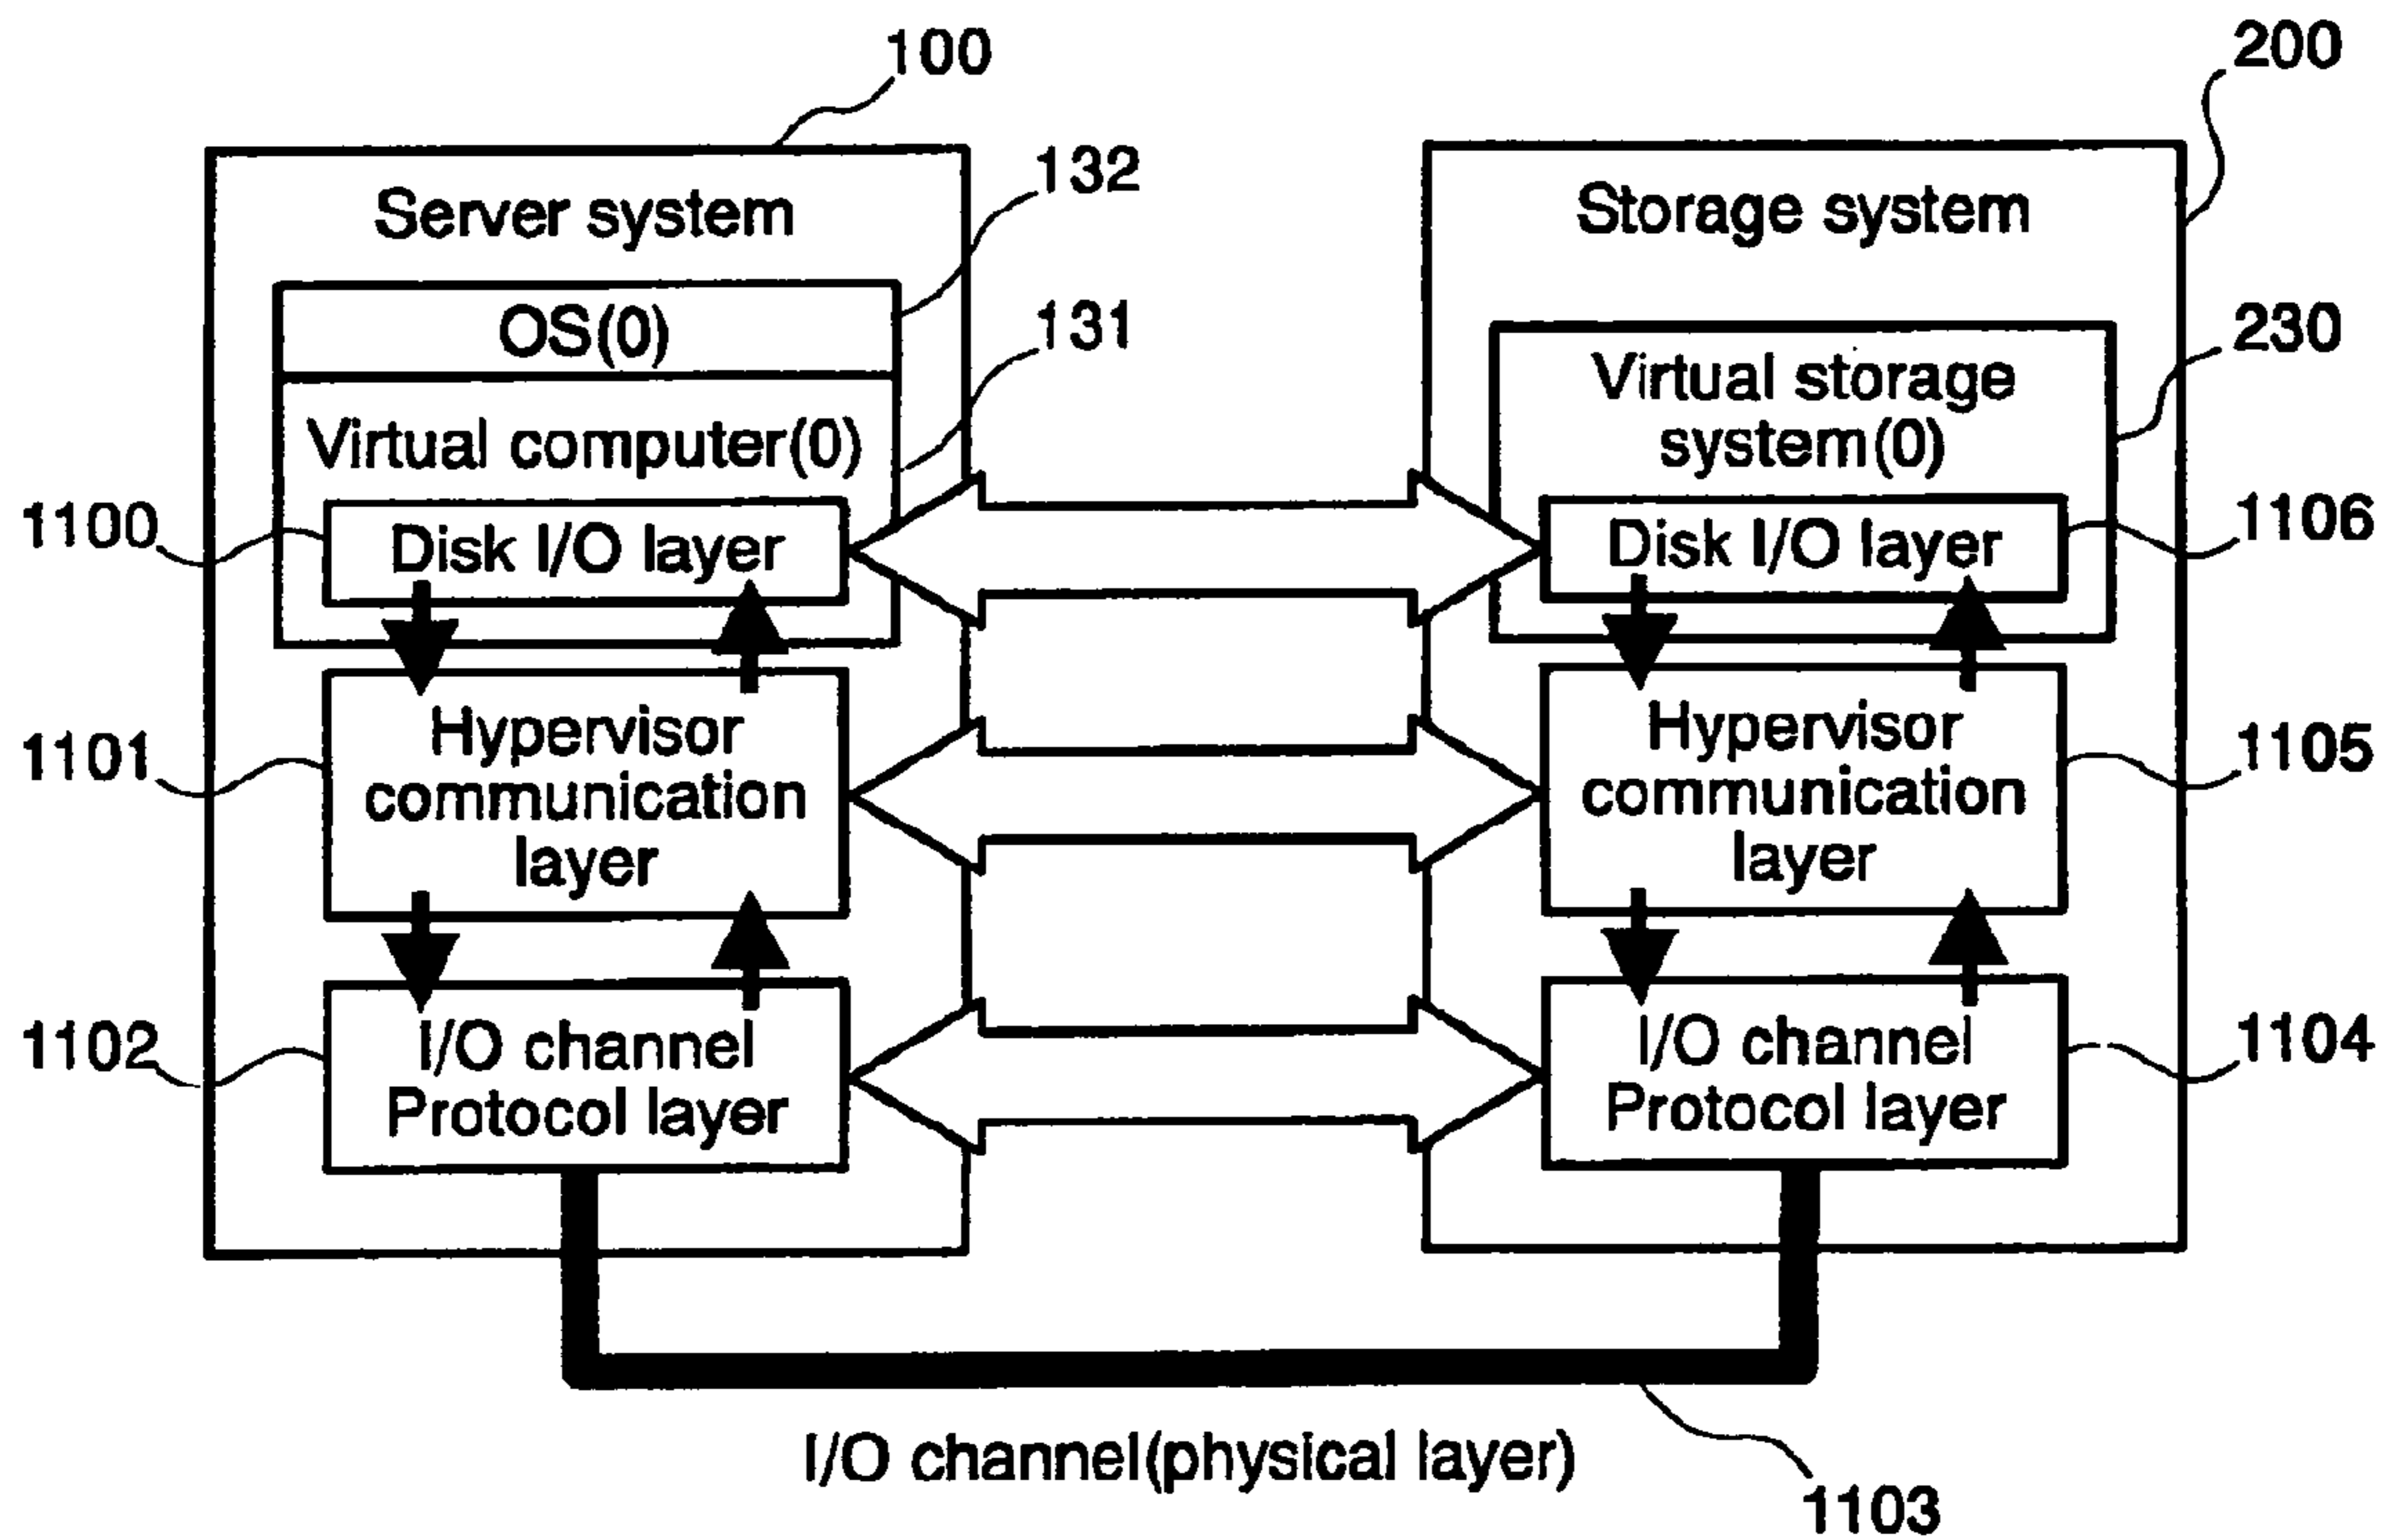 100
200
132
Server system
Storage system
OS(0)
131
230
Virtual computer(0)
Virtual storage
system(0)
1100
Disk I/O layer
Disk I/O layer
1106
1101
Hypervisor
communication
layer
Hypervisor
communication
layer
1105
1102
I/O channel
Protocol layer
I/O channel
Protocol layer
1104
I/O channel(physical layer)
1103